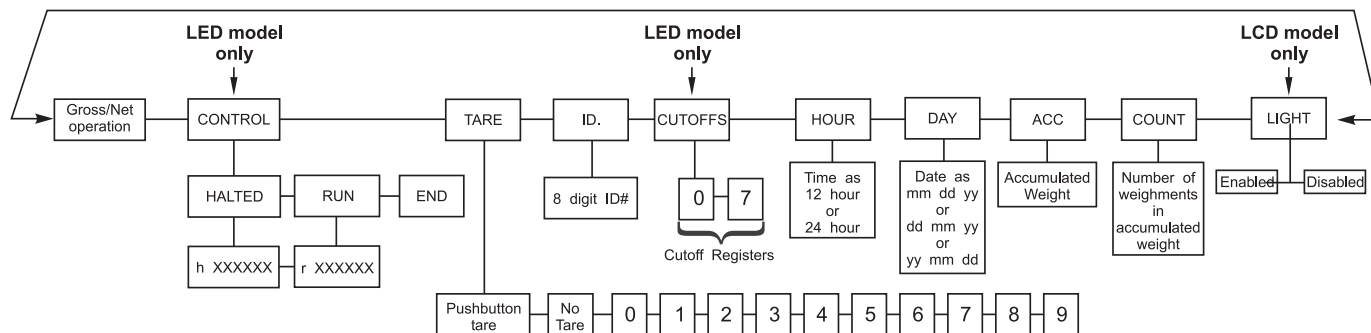 LED model
only
LED model
only
LCD model
only
Gross/Net
operation
CONTROL
TARE
ID.
CUTOFFS
HOUR
DAY
ACC
COUNT
LIGHT
HALTED
RUN
END
h XXXXXX
r XXXXXX
8 digit ID#
0
7
Cutoff Registers
Time as
12 hour
or
24 hour
Date as
mm dd yy
or
dd mm yy
or
yy mm dd
Accumulated
Weight
Number of
weighments
in
accumulated
weight
Enabled
Disabled
Pushbutton
tare
No
Tare
0
1
2
3
4
5
6
7
8
9